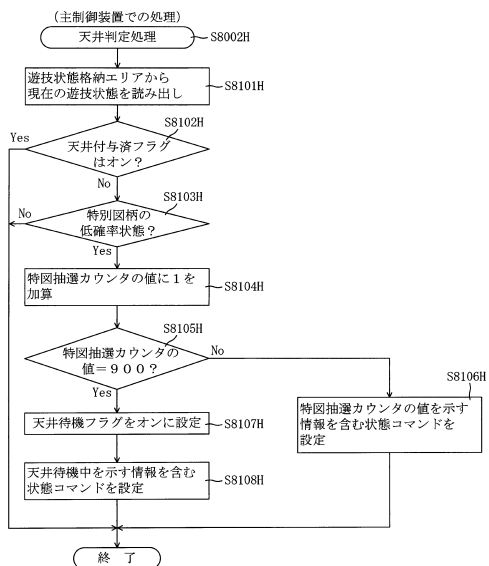 (主制御装置での処理)
天井判定処理
S8002H
遊技状態格納エリアから
現在の遊技状態を読み出し
S8101H
S8102H
Yes
天井付与済フラグ
はオン?
No
S8103H
No
特別図柄の
低確率状態?
Yes
特図抽選カウンタの値に1を
加算
S8104H
S8105H
特図抽選カウンタの
値=900?
No
Yes
S8106H
特図抽選カウンタの値を示す
情報を含む状態コマンドを
設定
天井待機フラグをオンに設定
S8107H
天井待機中を示す情報を含む
状態コマンドを設定
S8108H
終 了